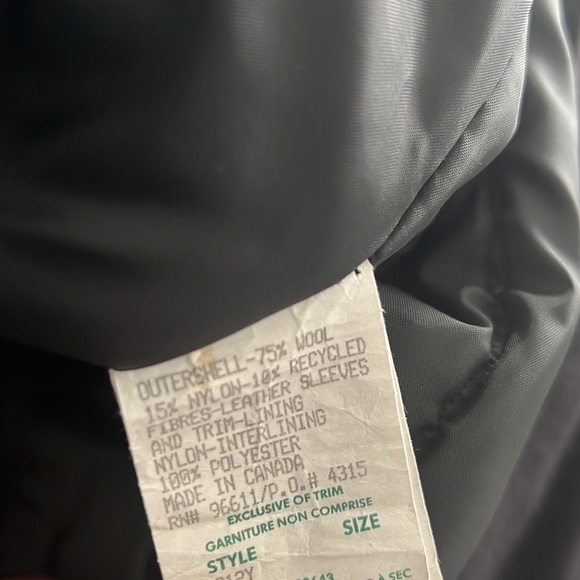 OUTERSHELL-75% WOOL
15% NYLON-10% RECYCLED
FIBRES-LEATHER SLEEVES
AND TRIM-LINING
NYLON-INTERLINING
100% POLYESTER
MADE IN CANADA
RN# 96611/P.O.# 4315
EXCLUSIVE OF TRIM
GARNITURE NON COMPRISE
STYLE SIZE
À SEC